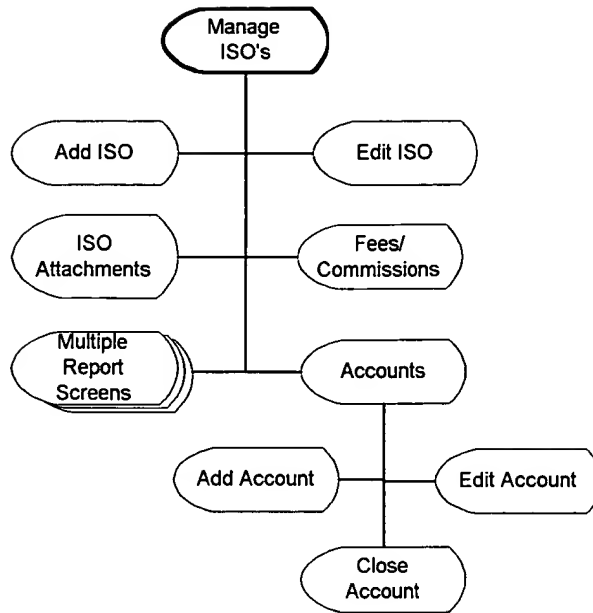 Manage
ISO's
Add ISO
Edit ISO
ISO
Attachments
Fees/
Commissions
Multiple
Report
Screens
Accounts
Add Account
Edit Account
Close
Account